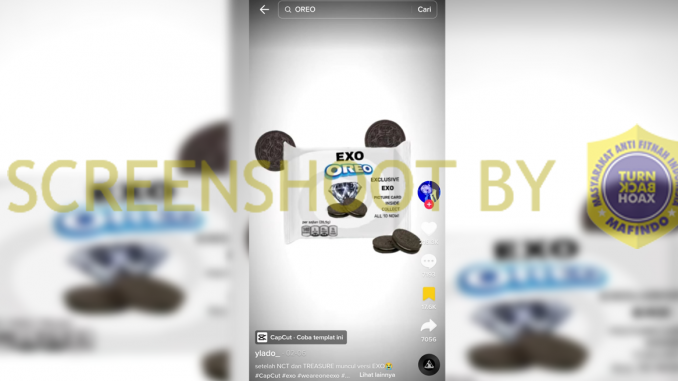 OREO
Cari
EXO
OREO
EXCLUSIVE
EXO
PICTURE CARD
INSIDE
COLLECT
ALL 10 NOW!
SCREENSHOOT BY
MASYARAKAT ANTI FITNAH
TURN
BACK
HOAX
MAFINDO
7056
CapCut · Coba templat ini
ylado_
setelah NCT dan TREASURE muncul versi EXO😭
#CapCut #exo #weareoneexo #... Lihat lainnya